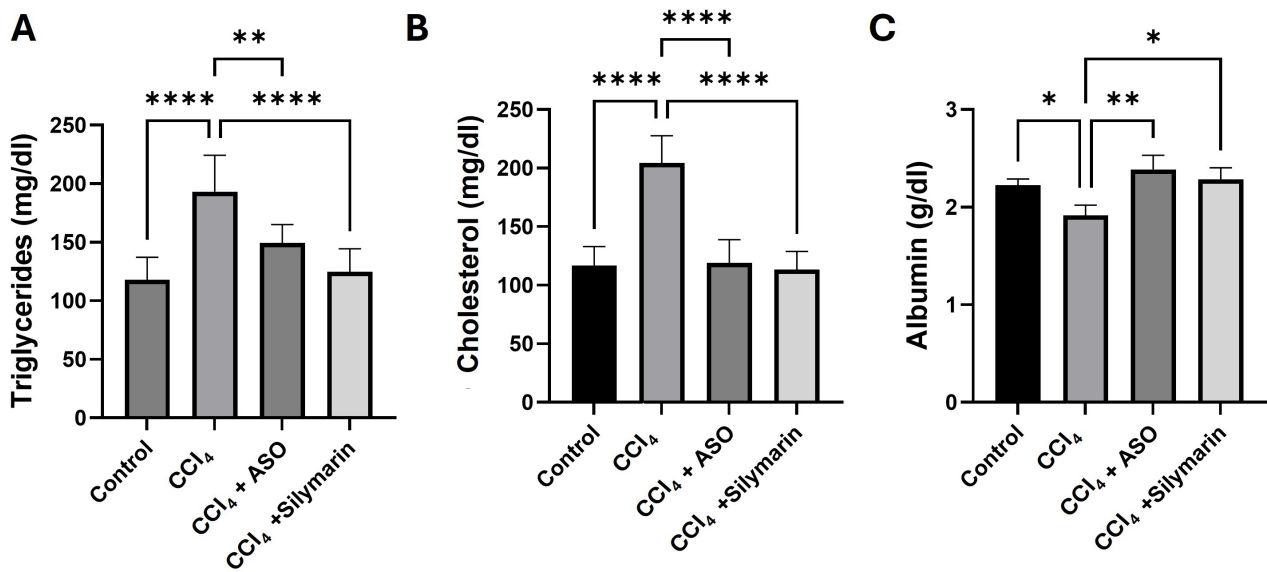 A
**
**** ****
Triglycerides (mg/dl)
250
200
150
100
50
0
Control
CCl₄
CCl₄ + ASO
CCl₄ +Silymarin
B
****
**** ****
Cholesterol (mg/dl)
250
200
150
100
50
0
Control
CCl₄
CCl₄ + ASO
CCl₄ +Silymarin
C
*
* **
Albumin (g/dl)
3
2
1
0
Control
CCl₄
CCl₄ + ASO
CCl₄ +Silymarin